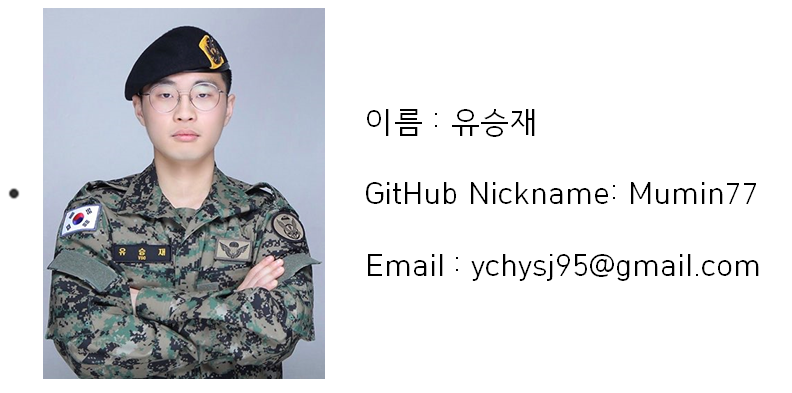 이름 : 유승재
GitHub Nickname: Mumin77
Email : ychysj95@gmail.com
유 승 재